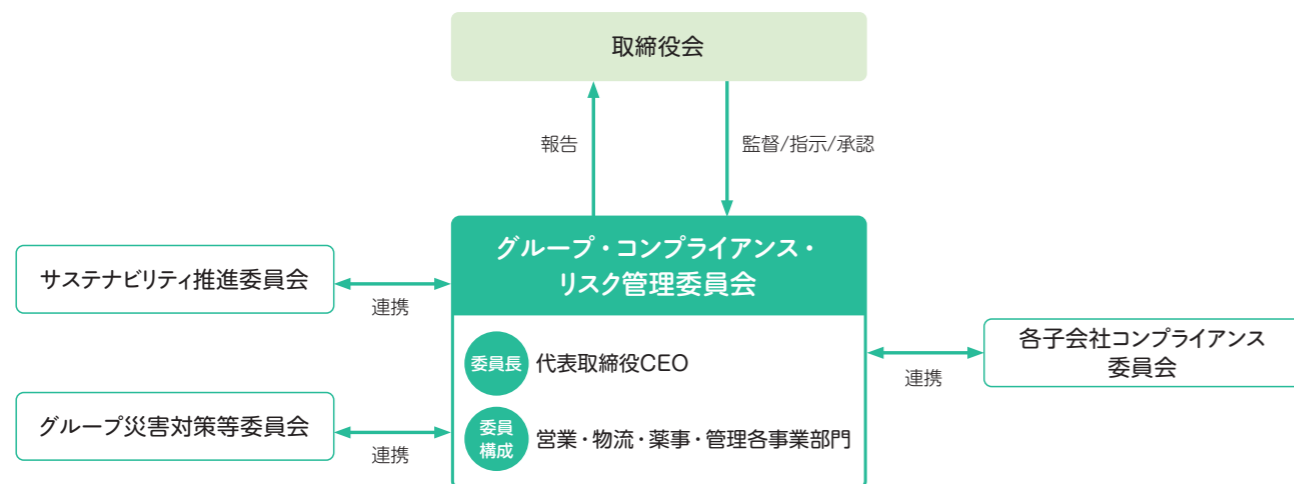 取締役会
報告
監督/指示/承認
グループ・コンプライアンス・
リスク管理委員会
サステナビリティ推進委員会
連携
委員長
代表取締役CEO
各子会社コンプライアンス
委員会
連携
グループ災害対策等委員会
連携
委員
構成
営業・物流・薬事・管理各事業部門